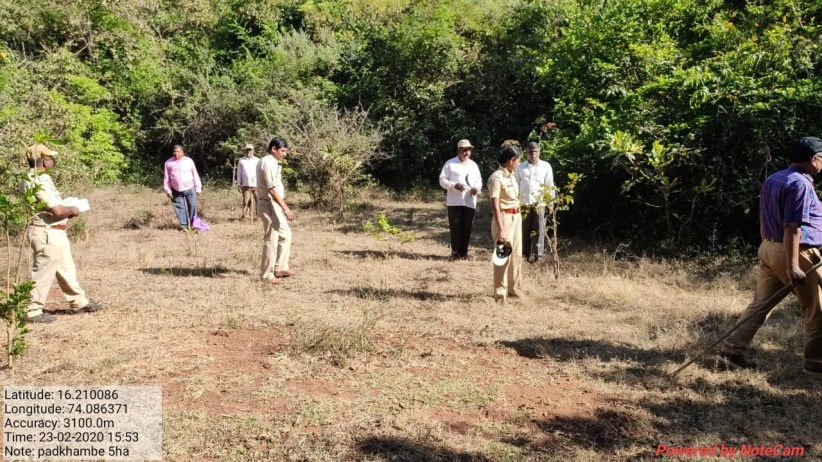 Latitude: 16.210086
Longitude: 74.086371
Accuracy: 3100.0m
Time: 23-02-2020 15:53
Note: padkhambe 5ha
Powered by NoteCam